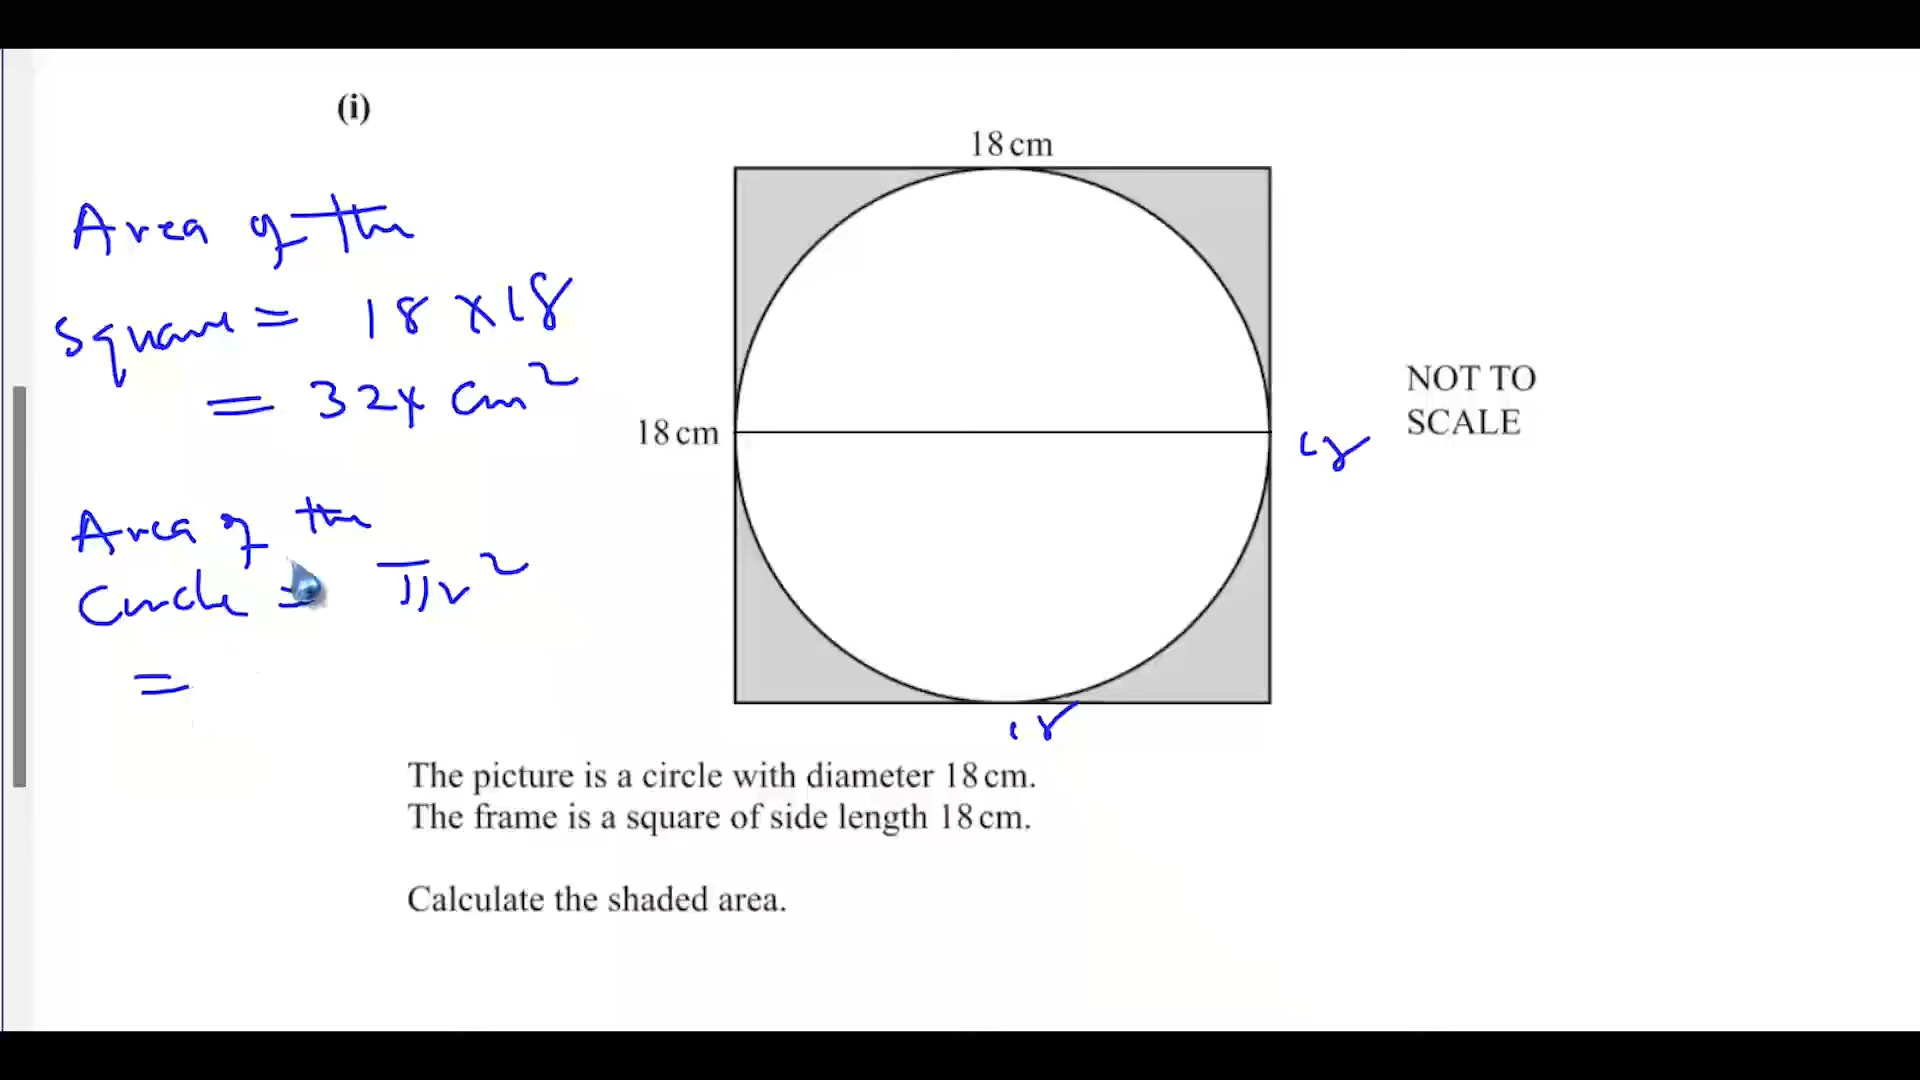 (i)
18 cm
Area of the
square = 18 x 18
= 324 cm²
18 cm
NOT TO
SCALE
18
Area of the
Circle = πr²
=
18
The picture is a circle with diameter 18 cm.
The frame is a square of side length 18 cm.
Calculate the shaded area.